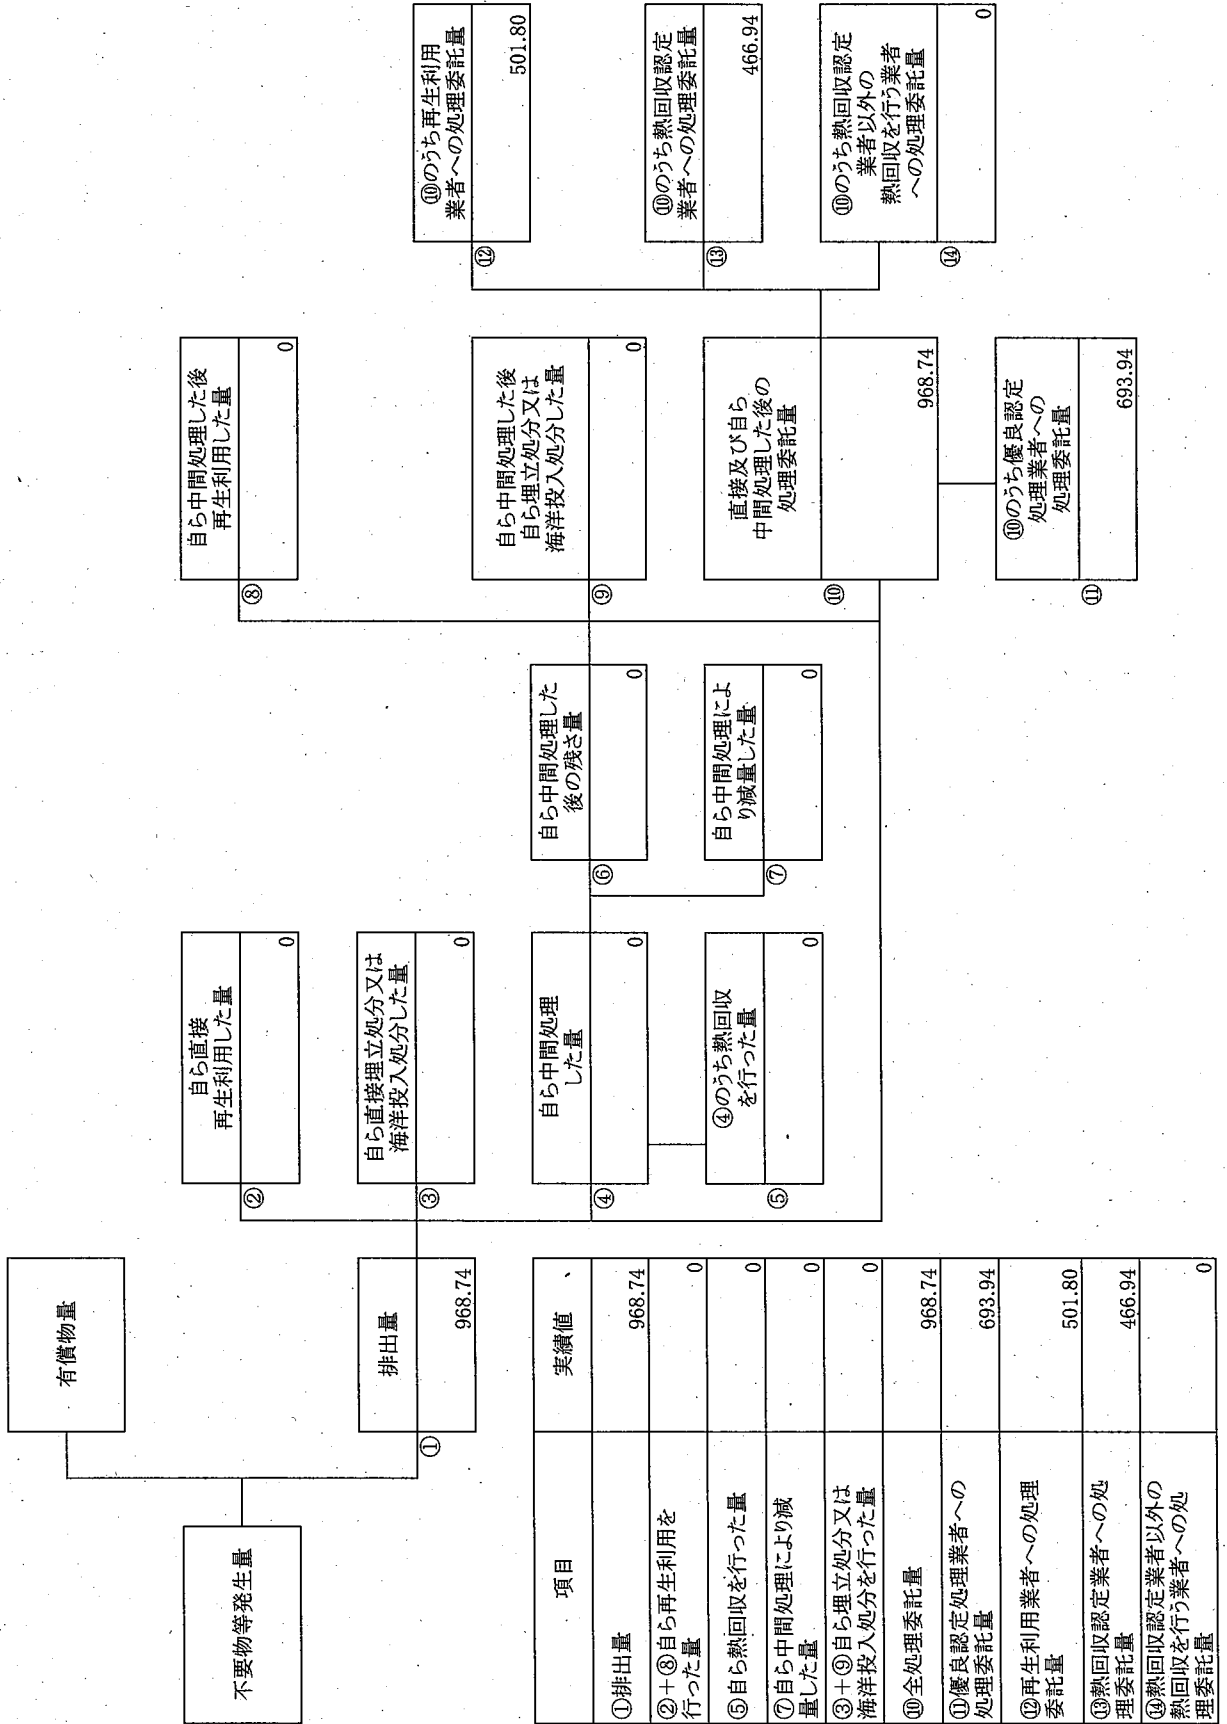 有償物量
不要物等発生量
排出量
①
968.74
自ら直接
再生利用した量
②
0
自ら直接埋立処分又は
海洋投入処分した量
③
0
自ら中間処理
した量
④
0
④のうち熱回収
を行った量
⑤
0
自ら中間処理した
後の残さ量
⑥
0
自ら中間処理によ
り減量した量
⑦
0
自ら中間処理した後
再生利用した量
⑧
0
自ら中間処理した後
自ら埋立処分又は
海洋投入処分した量
⑨
0
直接及び自ら
中間処理した後の
処理委託量
⑩
968.74
⑩のうち優良認定
処理業者への
処理委託量
⑪
693.94
⑩のうち再生利用
業者への処理委託量
⑫
501.80
⑩のうち熱回収認定
業者への処理委託量
⑬
466.94
⑩のうち熱回収認定
業者以外の
熱回収を行う業者
への処理委託量
⑭
0
項目 実績値
①排出量 968.74
②+⑧自ら再生利用を
行った量 0
⑤自ら熱回収を行った量 0
⑦自ら中間処理により減
量した量 0
③+⑨自ら埋立処分又は
海洋投入処分を行った量 0
⑩全処理委託量 968.74
⑪優良認定処理業者への
処理委託量 693.94
⑫再生利用業者への処理
委託量 501.80
⑬熱回収認定業者への処
理委託量 466.94
⑭熱回収認定業者以外の
熱回収を行う業者への処
理委託量 0